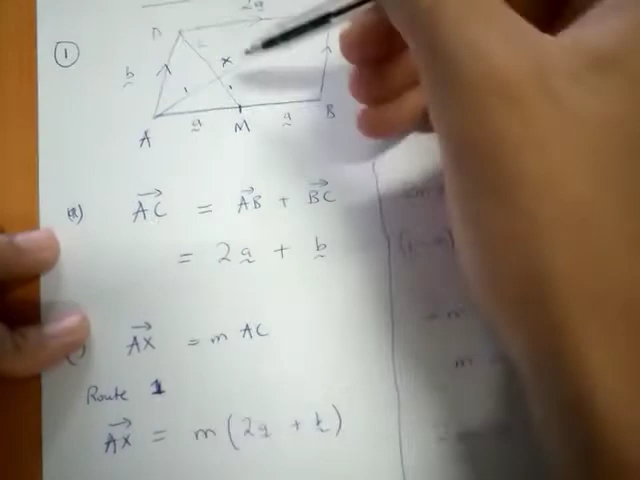 ①
2a
D
b
x
A
a
M
a
B
a) AC = AB + BC
= 2a + b
AX = m AC
Route 1
AX = m(2a + b)